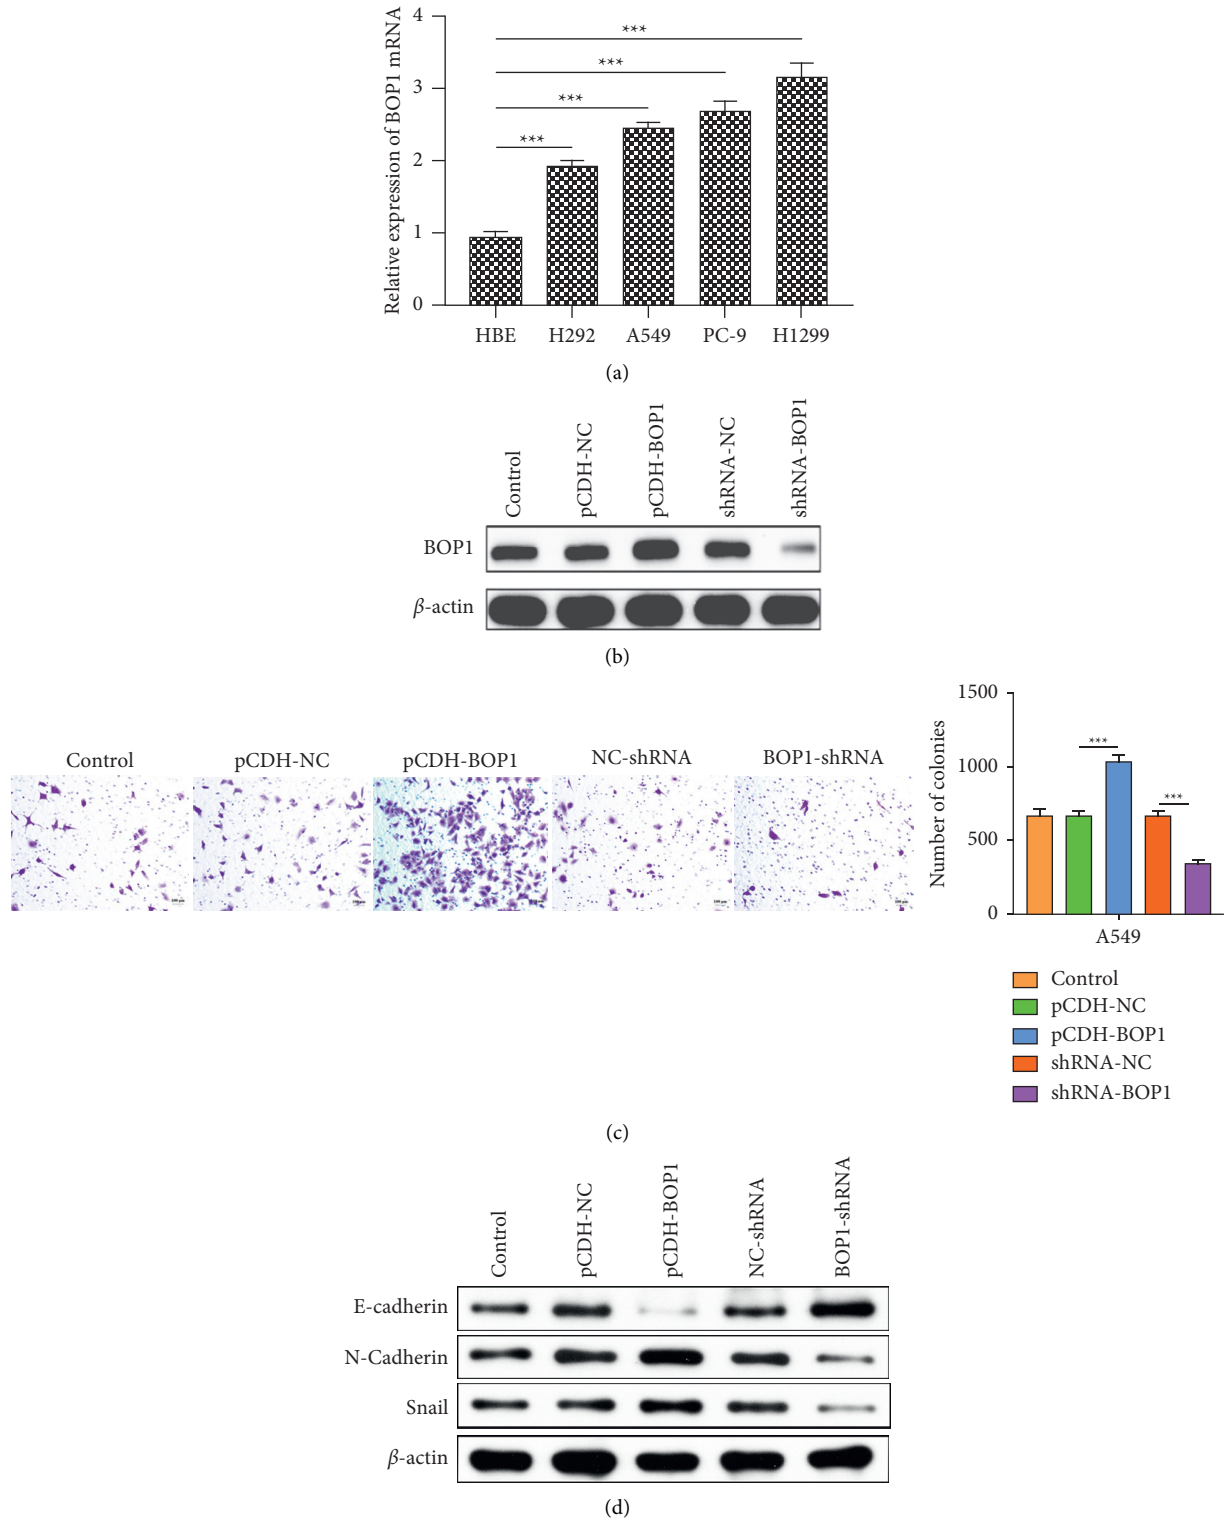 Relative expression of BOP1 mRNA
4
3
2
1
0
***
***
***
***
HBE H292 A549 PC-9 H1299
(a)
Control pCDH-NC pCDH-BOP1 shRNA-NC shRNA-BOP1
BOP1
β-actin
(b)
Control pCDH-NC pCDH-BOP1 NC-shRNA BOP1-shRNA
Number of colonies
1500
1000
500
0
***
***
A549
Control
pCDH-NC
pCDH-BOP1
shRNA-NC
shRNA-BOP1
(c)
Control pCDH-NC pCDH-BOP1 NC-shRNA BOP1-shRNA
E-cadherin
N-Cadherin
Snail
β-actin
(d)